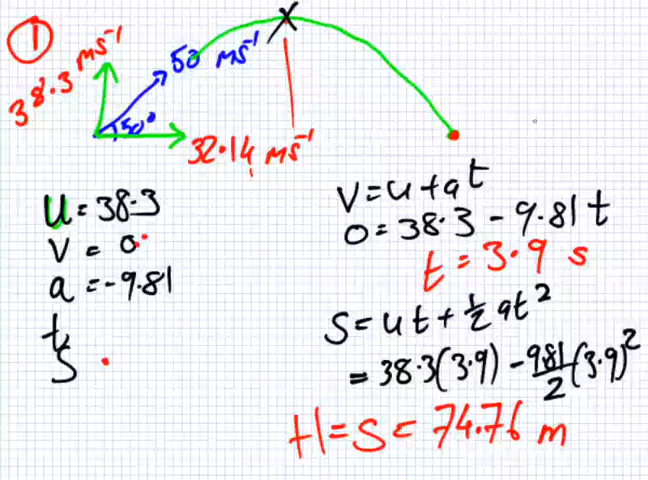 1
38.3 ms⁻¹
50 ms⁻¹
50°
32.14 ms⁻¹
u = 38.3
v = 0
a = -9.81
t
S
V = u + at
0 = 38.3 - 9.81 t
t = 3.9 s
S = ut + ½at²
= 38.3(3.9) - 981/2 (3.9)²
H = S = 74.76 m